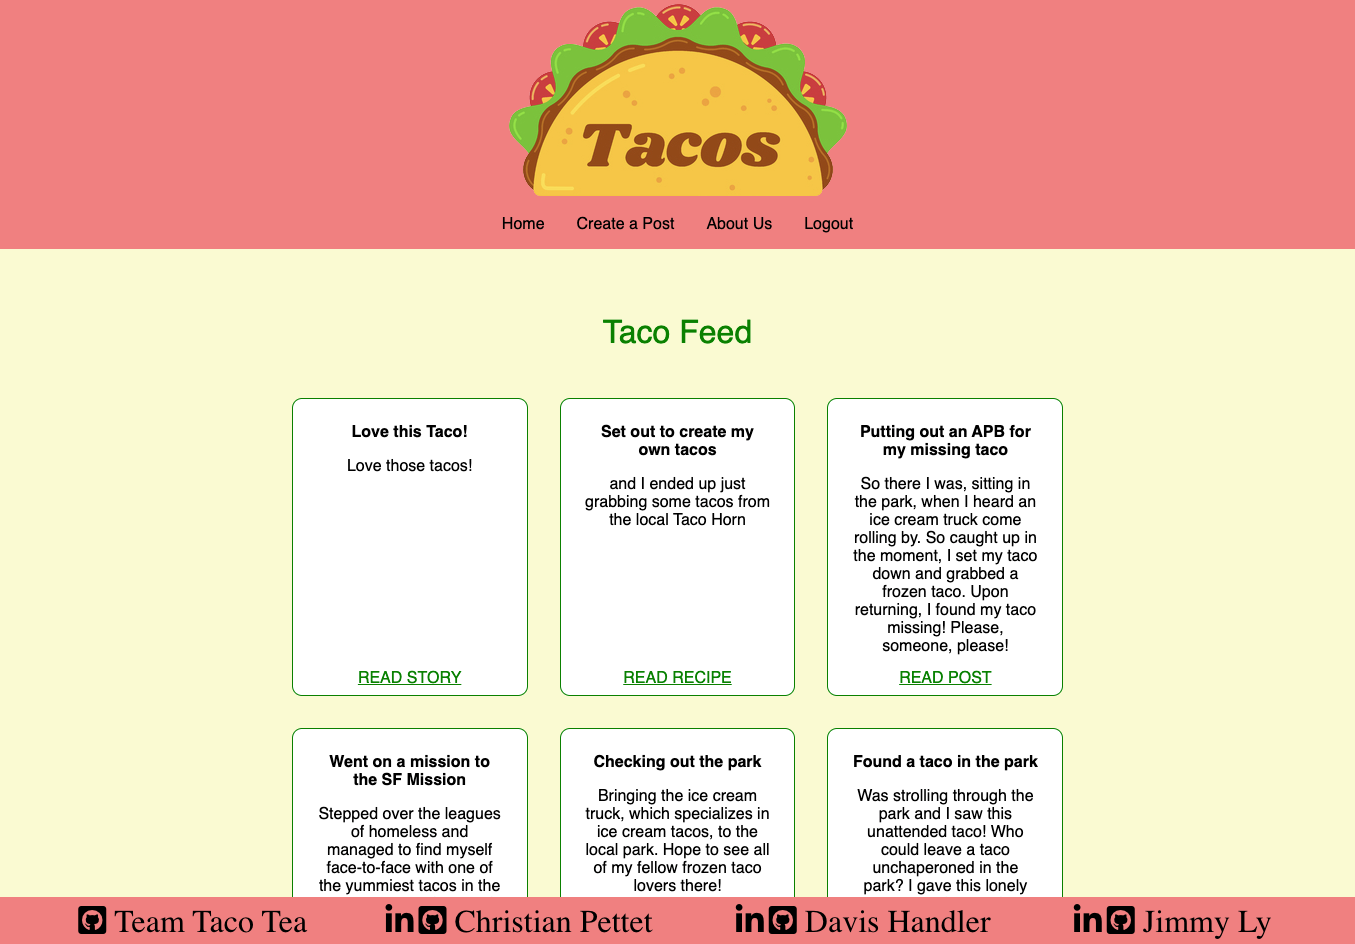 Tacos
Home Create a Post About Us Logout
Taco Feed
Love this Taco!
Love those tacos!
READ STORY
Set out to create my
own tacos
and I ended up just
grabbing some tacos from
the local Taco Horn
READ RECIPE
Putting out an APB for
my missing taco
So there I was, sitting in
the park, when I heard an
ice cream truck come
rolling by. So caught up in
the moment, I set my taco
down and grabbed a
frozen taco. Upon
returning, I found my taco
missing! Please,
someone, please!
READ POST
Went on a mission to
the SF Mission
Stepped over the leagues
of homeless and
managed to find myself
face-to-face with one of
the yummiest tacos in the
Checking out the park
Bringing the ice cream
truck, which specializes in
ice cream tacos, to the
local park. Hope to see all
of my fellow frozen taco
lovers there!
Found a taco in the park
Was strolling through the
park and I saw this
unattended taco! Who
could leave a taco
unchaperoned in the
park? I gave this lonely
Team Taco Tea in Christian Pettet in Davis Handler in Jimmy Ly